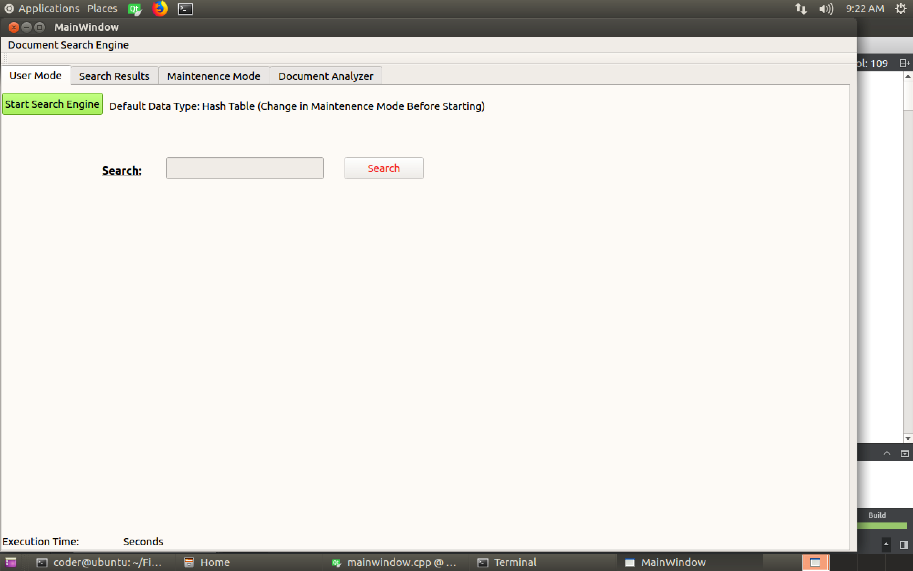 Applications Places 9:22 AM
MainWindow
Document Search Engine
ol: 109
User Mode Search Results Maintenence Mode Document Analyzer
Start Search Engine Default Data Type: Hash Table (Change in Maintenence Mode Before Starting)
Search: Search
Build
Execution Time: Seconds
coder@ubuntu: ~/Fi... Home mainwindow.cpp @ ... Terminal MainWindow